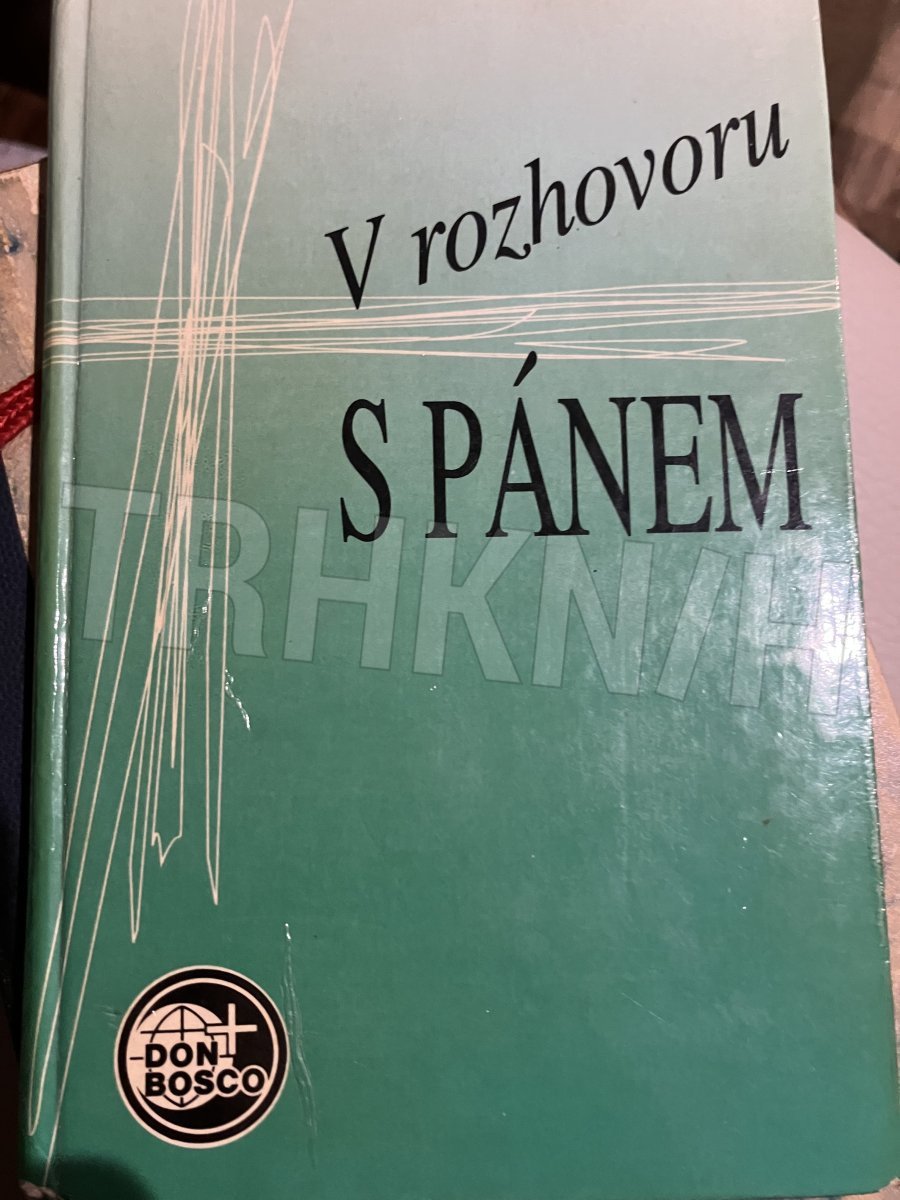 V rozhovoru
S PÁNEM
TRHKNIH
DON
BOSCO